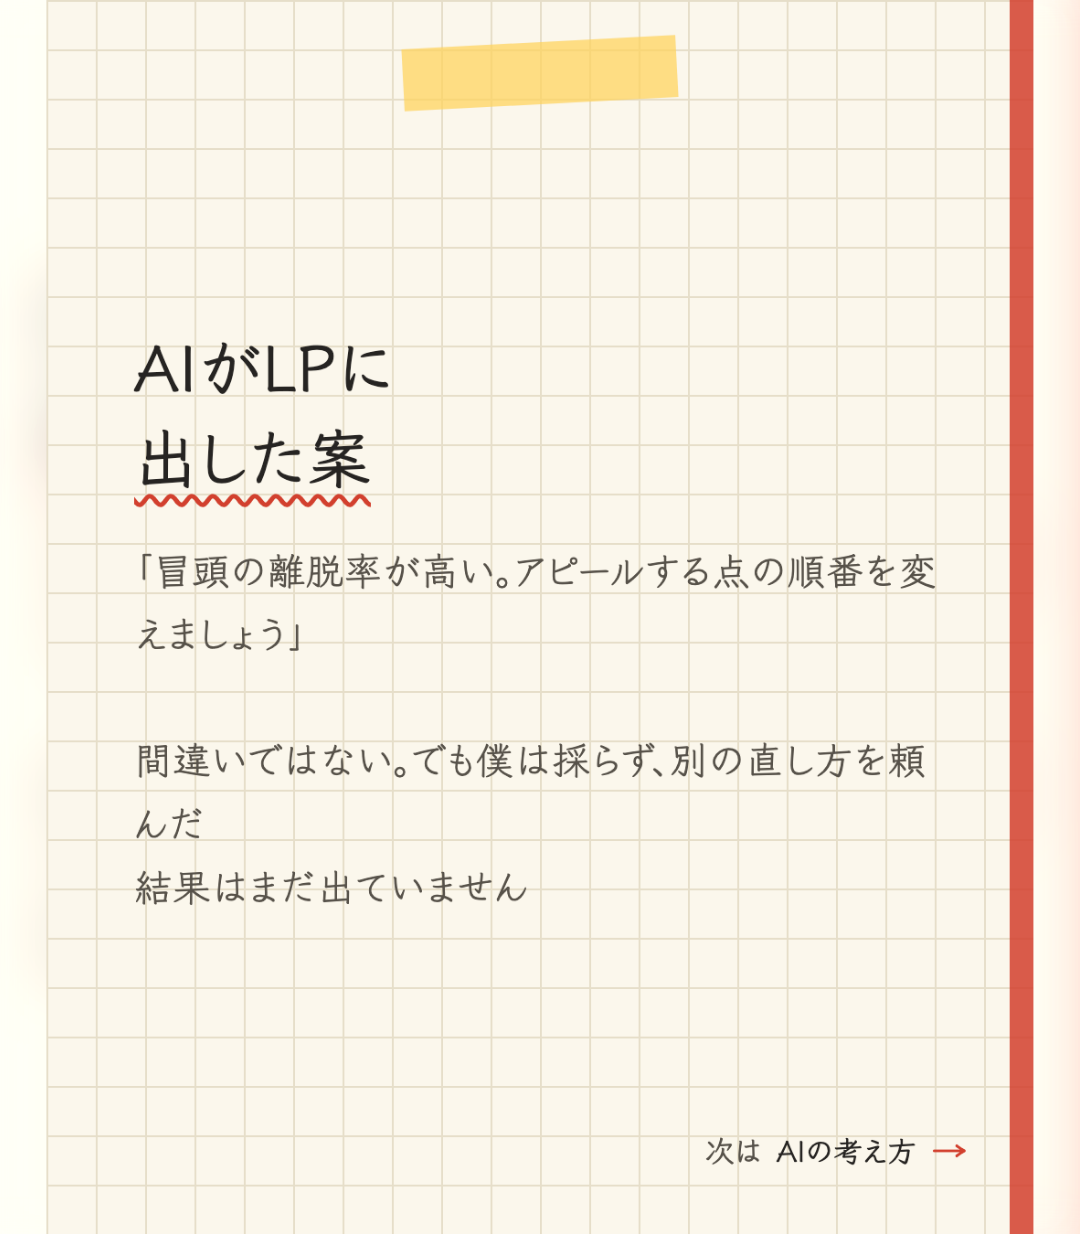 AIがLPに
出した案
「冒頭の離脱率が高い。アピールする点の順番を変
えましょう」
間違いではない。でも僕は採らず、別の直し方を頼
んだ
結果はまだ出ていません
次は AIの考え方 →